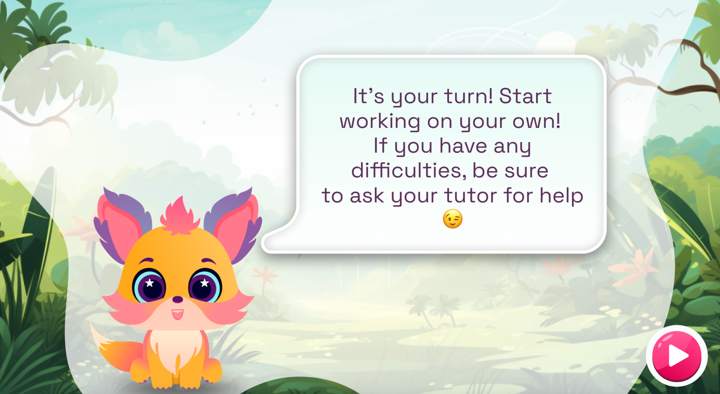 It's your turn! Start
working on your own!
If you have any
difficulties, be sure
to ask your tutor for help
😉